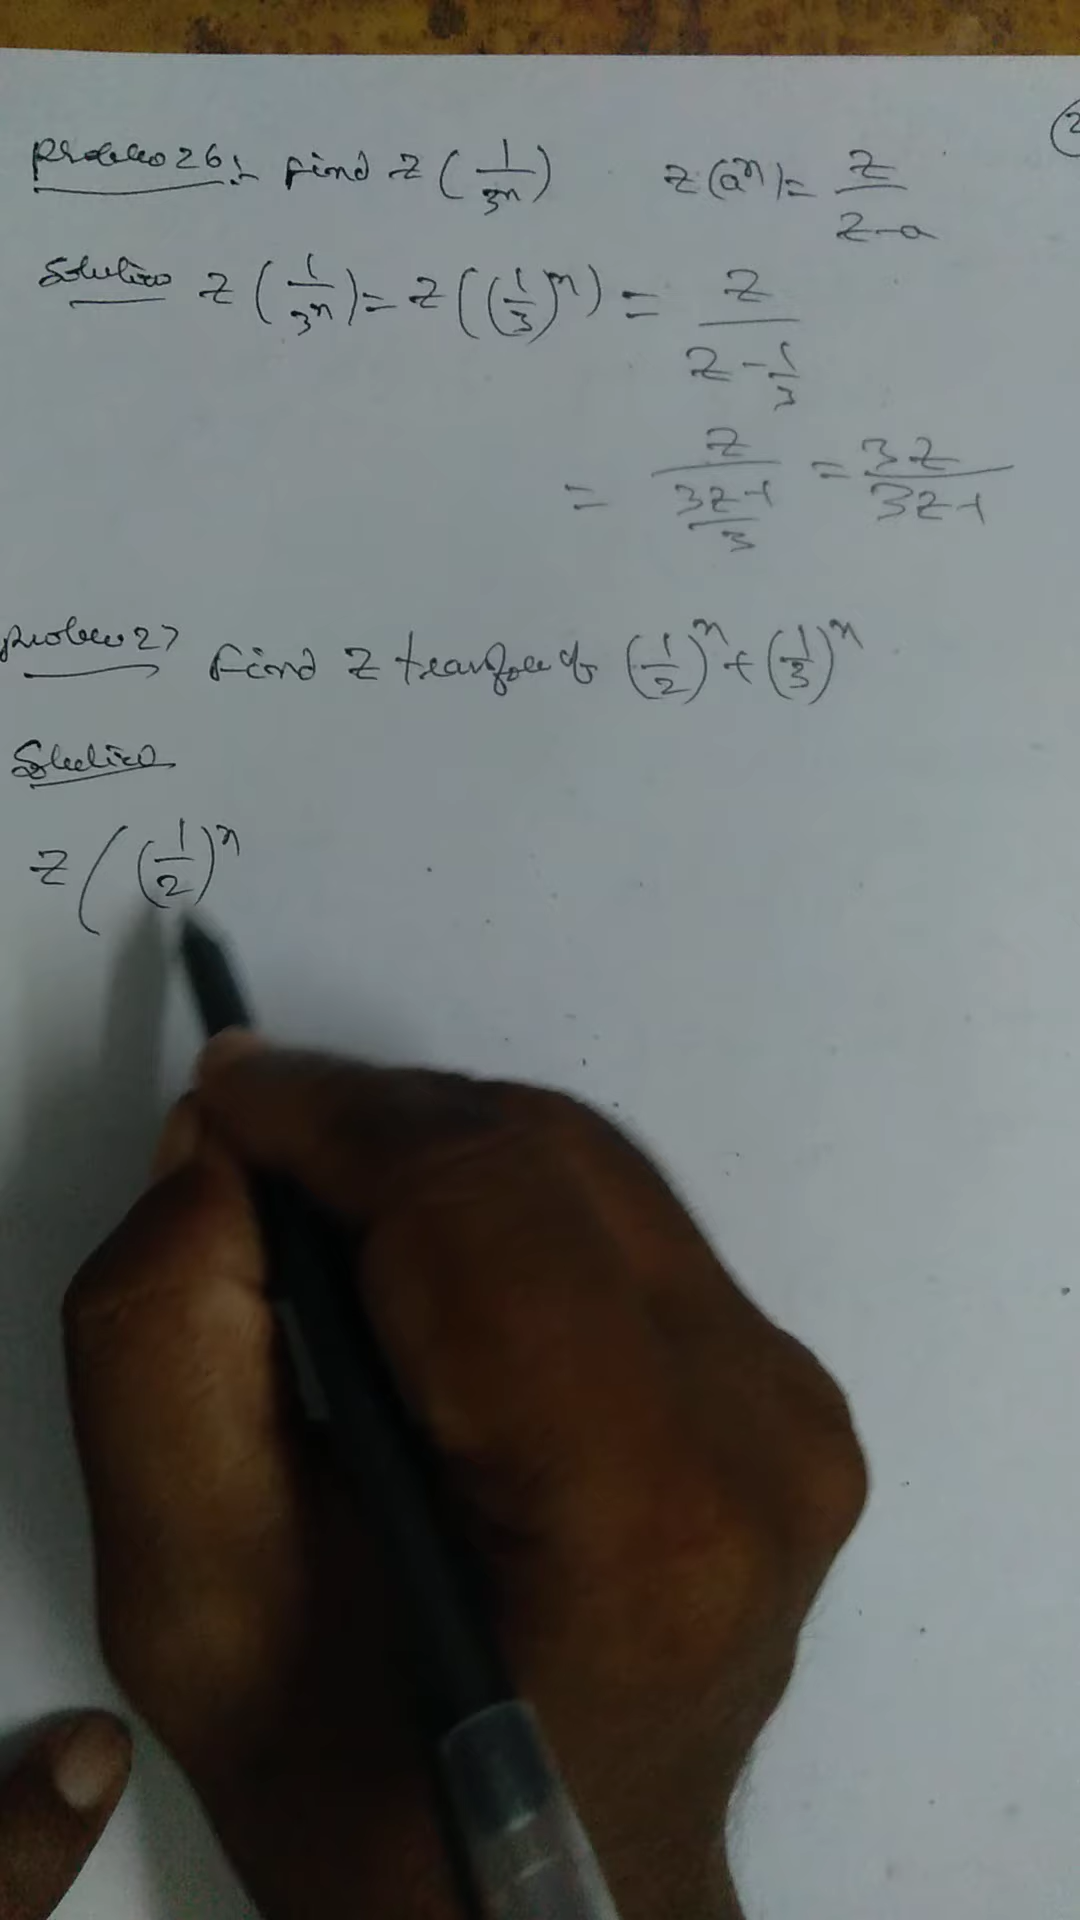 Problem 26:- Find z(1/3^n) z(a^n) = z/(z-a)
Solution z(1/3^n) = z((1/3)^n) = z/(z-1/3)
= z/((3z-1)/3) = 3z/(3z-1)
Problem 27 Find z of (1/2)^n + (1/3)^n
Solution
z((1/2)^n